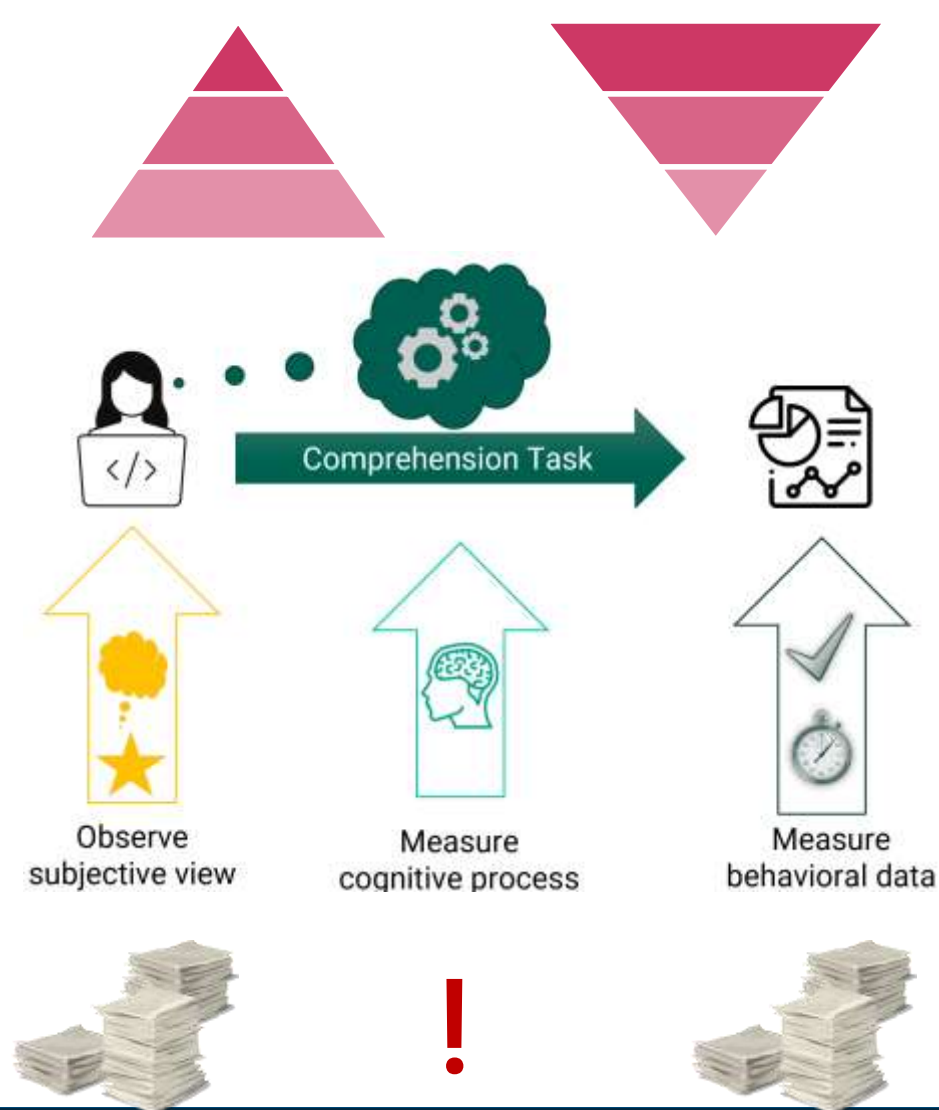 Comprehension Task
</>
Observe
subjective view
Measure
cognitive process
Measure
behavioral data
!